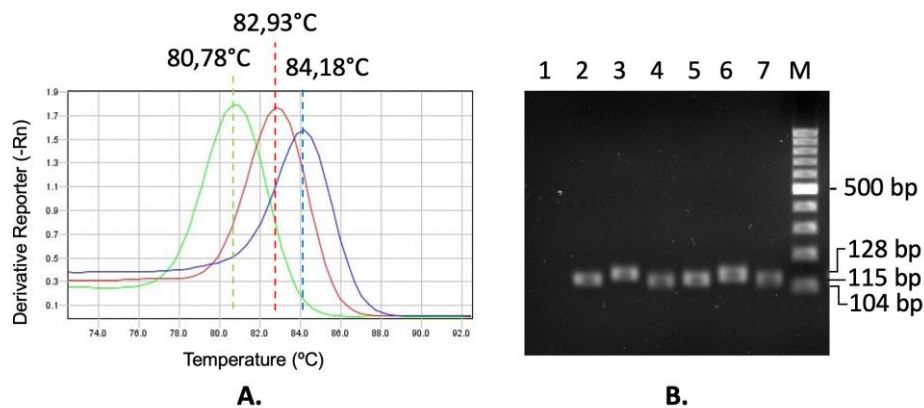 82,93°C
80,78°C
84,18°C
1.9
1.7
1.5
1.3
1.1
0.9
0.7
0.5
0.3
0.1
Derivative Reporter (-Rn)
74.0 76.0 78.0 80.0 82.0 84.0 86.0 88.0 90.0 92.0
Temperature (ºC)
A.
1 2 3 4 5 6 7 M
500 bp
128 bp
115 bp
104 bp
B.